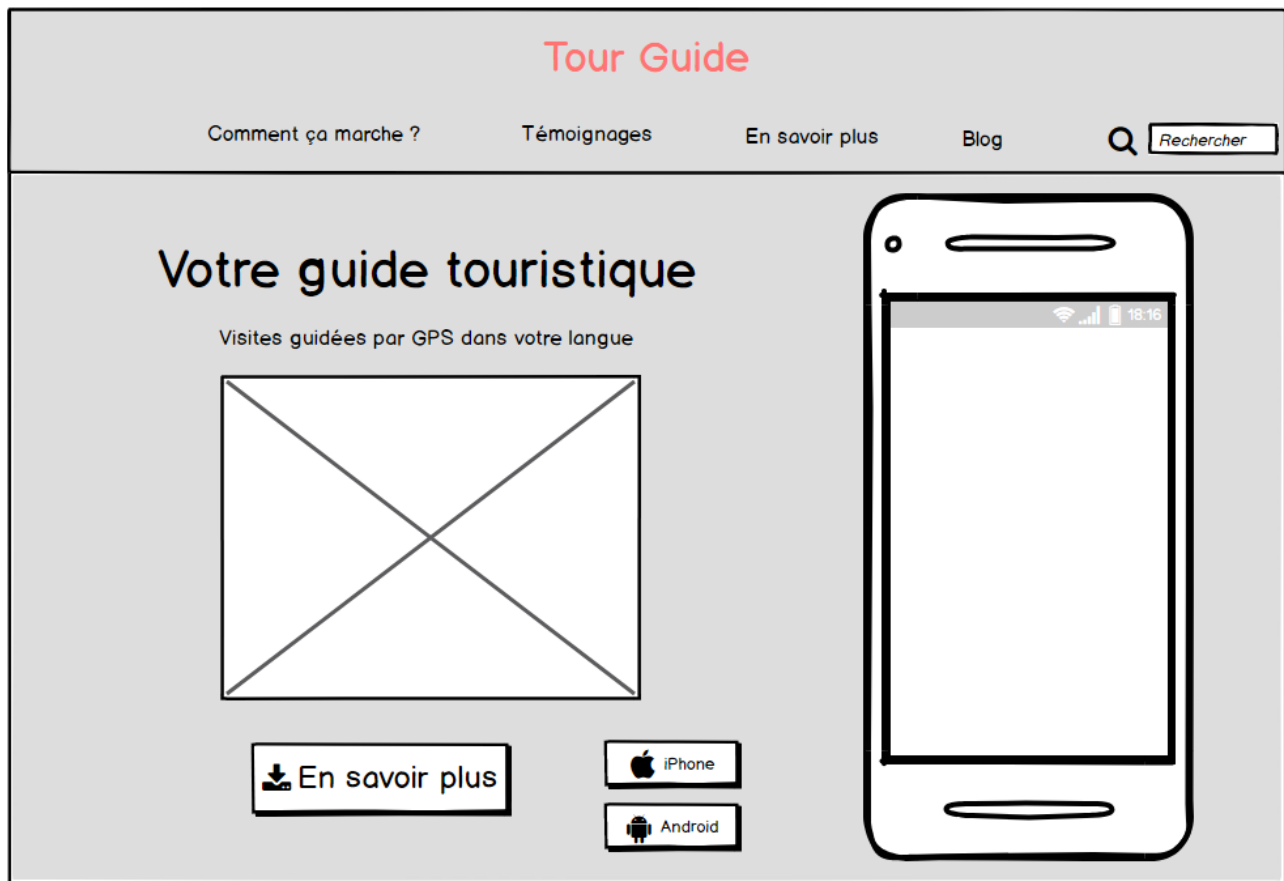 Tour Guide
Comment ça marche ? Témoignages En savoir plus Blog Rechercher
Votre guide touristique
Visites guidées par GPS dans votre langue
18:16
En savoir plus
iPhone
Android